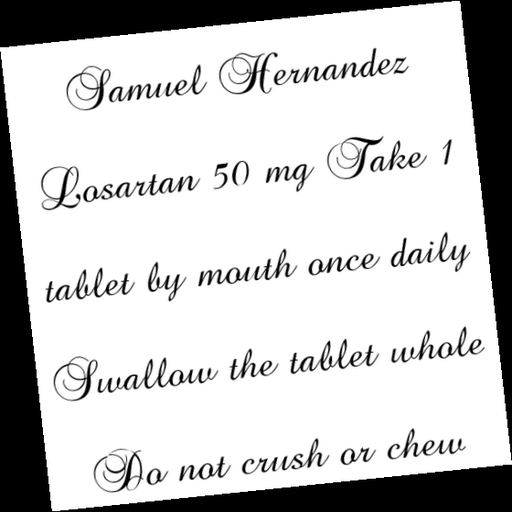 Samuel Hernandez
Losartan 50 mg Take 1
tablet by mouth once daily
Swallow the tablet whole
Do not crush or chew